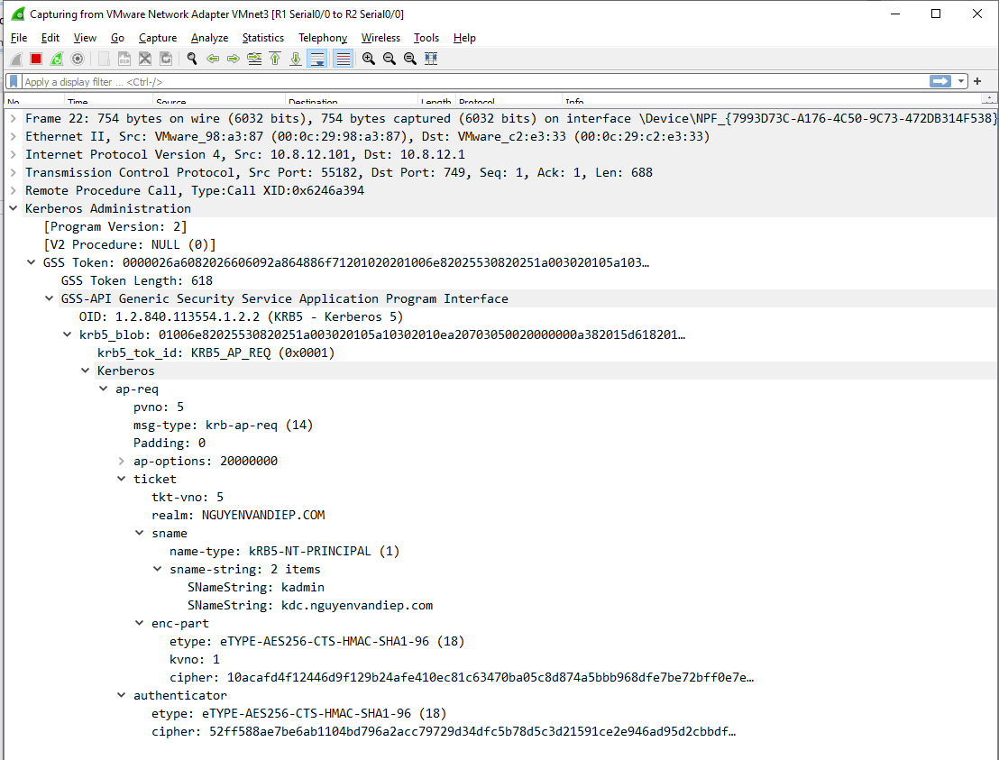 Capturing from VMware Network Adapter VMnet3 [R1 Serial0/0 to R2 Serial0/0]
File Edit View Go Capture Analyze Statistics Telephony Wireless Tools Help
Apply a display filter ... <Ctrl-/>
No. Time Source Destination Length Protocol Info
Frame 22: 754 bytes on wire (6032 bits), 754 bytes captured (6032 bits) on interface \Device\NPF_{7993D73C-A176-4C50-9C73-472DB314F538}
Ethernet II, Src: VMware_98:a3:87 (00:0c:29:98:a3:87), Dst: VMware_c2:e3:33 (00:0c:29:c2:e3:33)
Internet Protocol Version 4, Src: 10.8.12.101, Dst: 10.8.12.1
Transmission Control Protocol, Src Port: 55182, Dst Port: 749, Seq: 1, Ack: 1, Len: 688
Remote Procedure Call, Type:Call XID:0x6246a394
Kerberos Administration
[Program Version: 2]
[V2 Procedure: NULL (0)]
GSS Token: 0000026a6082026606092a864886f71201020201006e82025530820251a003020105a103…
GSS Token Length: 618
GSS-API Generic Security Service Application Program Interface
OID: 1.2.840.113554.1.2.2 (KRB5 - Kerberos 5)
krb5_blob: 01006e82025530820251a003020105a10302010ea20703050020000000a382015d618201…
krb5_tok_id: KRB5_AP_REQ (0x0001)
Kerberos
ap-req
pvno: 5
msg-type: krb-ap-req (14)
Padding: 0
ap-options: 20000000
ticket
tkt-vno: 5
realm: NGUYENVANDIEP.COM
sname
name-type: kRB5-NT-PRINCIPAL (1)
sname-string: 2 items
SNameString: kadmin
SNameString: kdc.nguyenvandiep.com
enc-part
etype: eTYPE-AES256-CTS-HMAC-SHA1-96 (18)
kvno: 1
cipher: 10acafd4f12446d9f129b24afe410ec81c63470ba05c8d874a5bbb968dfe7be72bff0e7e…
authenticator
etype: eTYPE-AES256-CTS-HMAC-SHA1-96 (18)
cipher: 52ff588ae7be6ab1104bd796a2acc79729d34dfc5b78d5c3d21591ce2e946ad95d2cbbdf…